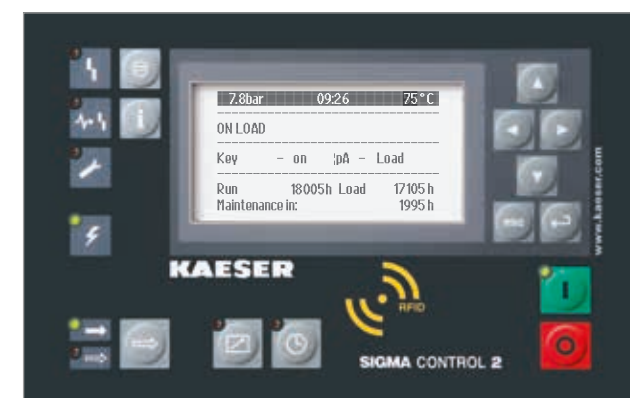 7.8bar 09:26 75°C
ON LOAD
Key - on ¦pA - Load
Run 18005h Load 17105h
Maintenance in: 1995h
esc
www.kaeser.com
KAESER
RFID
I
SIGMA CONTROL 2